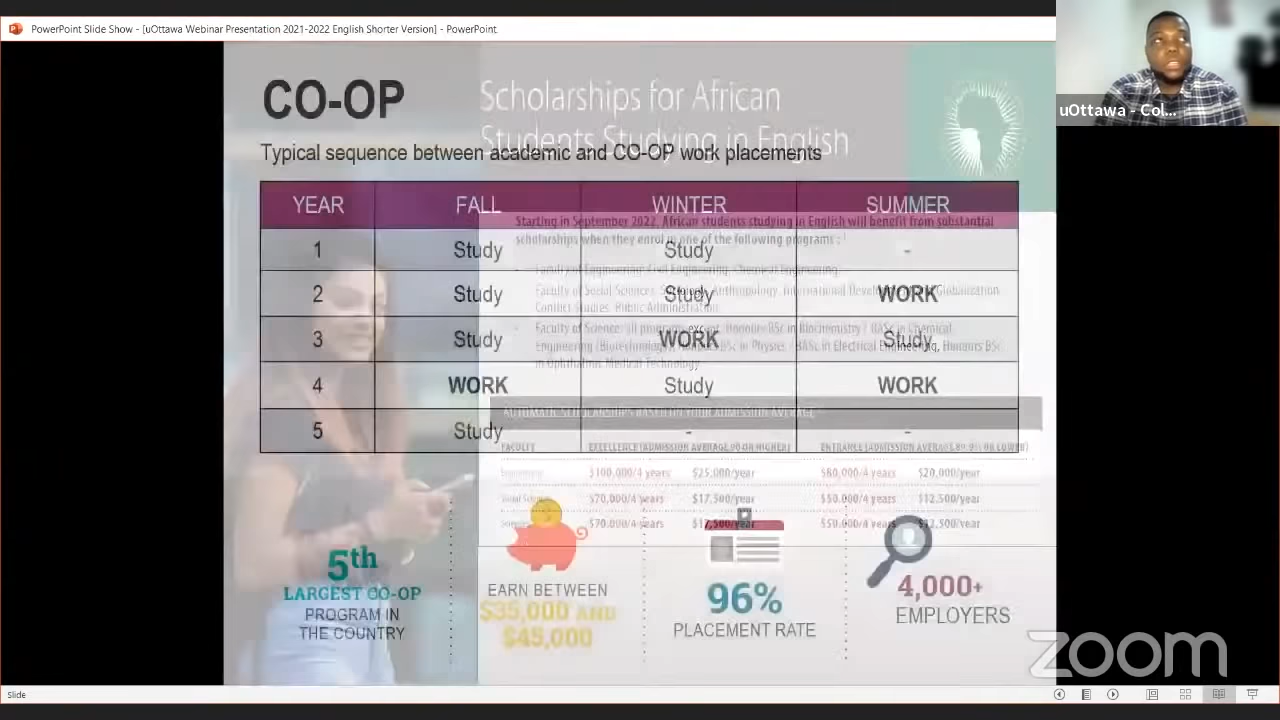 PowerPoint Slide Show - [uOttawa Webinar Presentation 2021-2022 English Shorter Version] - PowerPoint
uOttawa - Col...
CO-OP
Scholarships for African
Students Studying in English
Typical sequence between academic and CO-OP work placements
YEAR FALL WINTER SUMMER
1 Study Study -
2 Study Study WORK
3 Study WORK Study
4 WORK Study WORK
5 Study - -
Starting in September 2022, African students studying in English will benefit from substantial
scholarships when they enrol in one of the following programs :
Faculty of Engineering: Civil Engineering, Chemical Engineering
Faculty of Social Sciences: Anthropology, International Globalization
Conflict Studies, Public Administration
Faculty of Science: all programs except Honours BSc in Biochemistry / BASc in Chemical
Engineering (Biotechnology), BSc in Physics / BASc in Electrical Engineering, Honours BSc
in Ophthalmic Medical Technology
AUTOMATIC SCHOLARSHIPS BASED ON YOUR ADMISSION AVERAGE
FACULTY EXCELLENCE (ADMISSION AVERAGE 90 OR HIGHER) ENTRANCE (ADMISSION AVERAGE 89.9% OR LOWER)
Engineering $100,000/4 years $25,000/year $80,000/4 years $20,000/year
Social Sciences $70,000/4 years $17,500/year $50,000/4 years $12,500/year
$70,000/4 years $17,500/year $50,000/4 years $12,500/year
5th
LARGEST CO-OP
PROGRAM IN
THE COUNTRY
EARN BETWEEN
$35,000 AND
$45,000
96%
PLACEMENT RATE
4,000+
EMPLOYERS
zoom
Slide